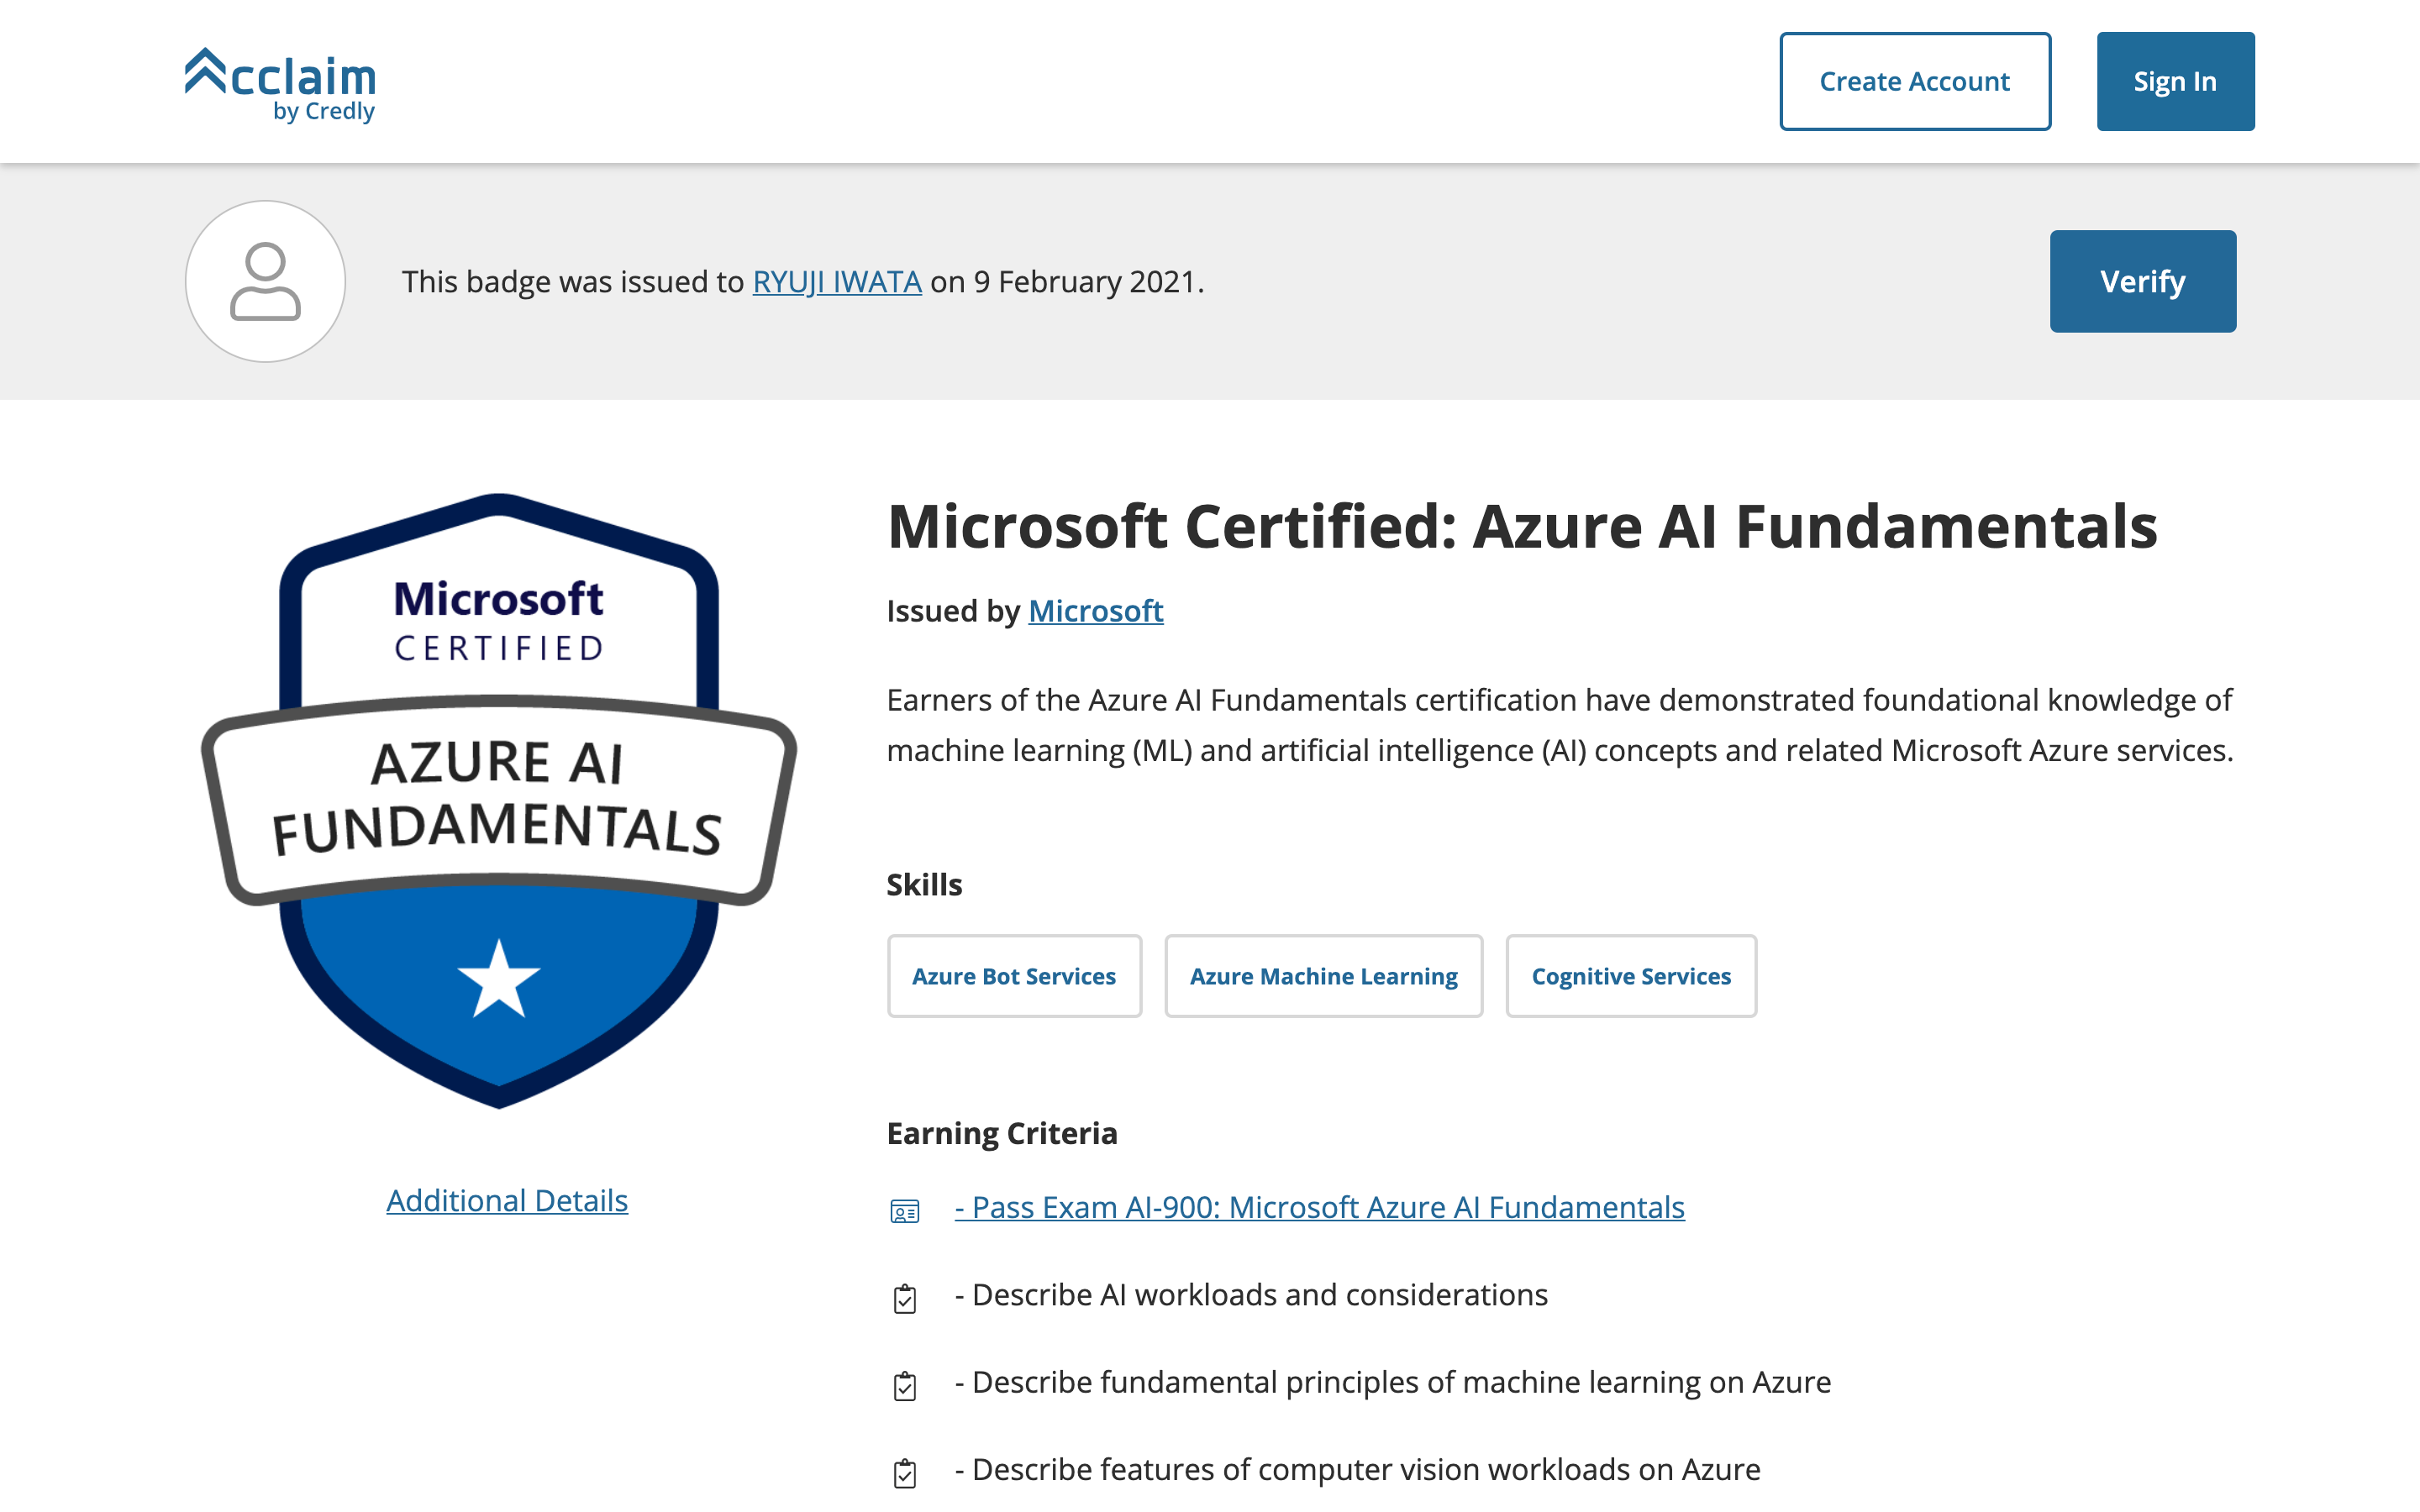 Acclaim
by Credly
Create Account
Sign In
This badge was issued to RYUJI IWATA on 9 February 2021.
Verify
Microsoft
CERTIFIED
AZURE AI
FUNDAMENTALS
Additional Details
Microsoft Certified: Azure AI Fundamentals
Issued by Microsoft
Earners of the Azure AI Fundamentals certification have demonstrated foundational knowledge of
machine learning (ML) and artificial intelligence (AI) concepts and related Microsoft Azure services.
Skills
Azure Bot Services
Azure Machine Learning
Cognitive Services
Earning Criteria
- Pass Exam AI-900: Microsoft Azure AI Fundamentals
- Describe AI workloads and considerations
- Describe fundamental principles of machine learning on Azure
- Describe features of computer vision workloads on Azure